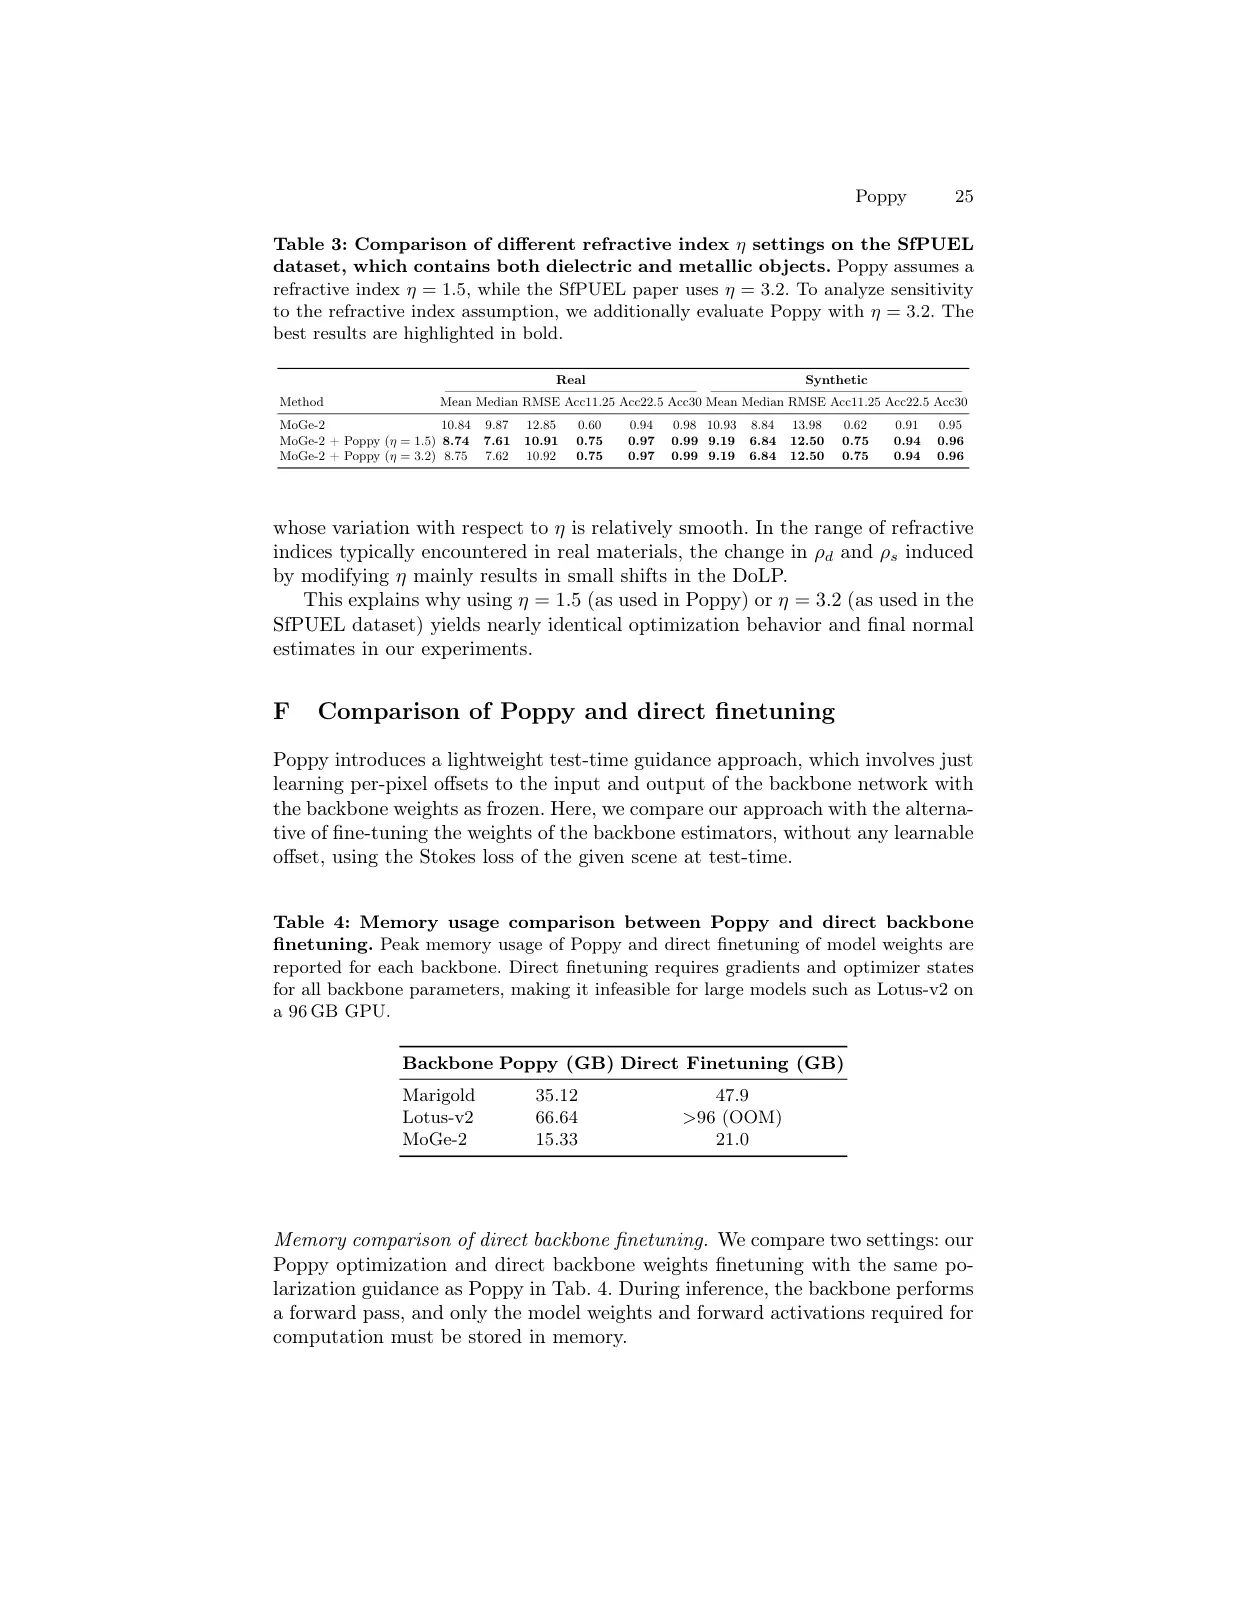 Poppy 25
Table 3: Comparison of different refractive index η settings on the SfPUEL
dataset, which contains both dielectric and metallic objects. Poppy assumes a
refractive index η = 1.5, while the SfPUEL paper uses η = 3.2. To analyze sensitivity
to the refractive index assumption, we additionally evaluate Poppy with η = 3.2. The
best results are highlighted in bold.
Real Synthetic
Method Mean Median RMSE Acc11.25 Acc22.5 Acc30 Mean Median RMSE Acc11.25 Acc22.5 Acc30
MoGe-2 10.84 9.87 12.85 0.60 0.94 0.98 10.93 8.84 13.98 0.62 0.91 0.95
MoGe-2 + Poppy (η = 1.5) 8.74 7.61 10.91 0.75 0.97 0.99 9.19 6.84 12.50 0.75 0.94 0.96
MoGe-2 + Poppy (η = 3.2) 8.75 7.62 10.92 0.75 0.97 0.99 9.19 6.84 12.50 0.75 0.94 0.96
whose variation with respect to η is relatively smooth. In the range of refractive
indices typically encountered in real materials, the change in ρd and ρs induced
by modifying η mainly results in small shifts in the DoLP.
This explains why using η = 1.5 (as used in Poppy) or η = 3.2 (as used in the
SfPUEL dataset) yields nearly identical optimization behavior and final normal
estimates in our experiments.
F Comparison of Poppy and direct finetuning
Poppy introduces a lightweight test-time guidance approach, which involves just
learning per-pixel offsets to the input and output of the backbone network with
the backbone weights as frozen. Here, we compare our approach with the alterna-
tive of fine-tuning the weights of the backbone estimators, without any learnable
offset, using the Stokes loss of the given scene at test-time.
Table 4: Memory usage comparison between Poppy and direct backbone
finetuning. Peak memory usage of Poppy and direct finetuning of model weights are
reported for each backbone. Direct finetuning requires gradients and optimizer states
for all backbone parameters, making it infeasible for large models such as Lotus-v2 on
a 96 GB GPU.
Backbone Poppy (GB) Direct Finetuning (GB)
Marigold 35.12 47.9
Lotus-v2 66.64 >96 (OOM)
MoGe-2 15.33 21.0
Memory comparison of direct backbone finetuning. We compare two settings: our
Poppy optimization and direct backbone weights finetuning with the same po-
larization guidance as Poppy in Tab. 4. During inference, the backbone performs
a forward pass, and only the model weights and forward activations required for
computation must be stored in memory.